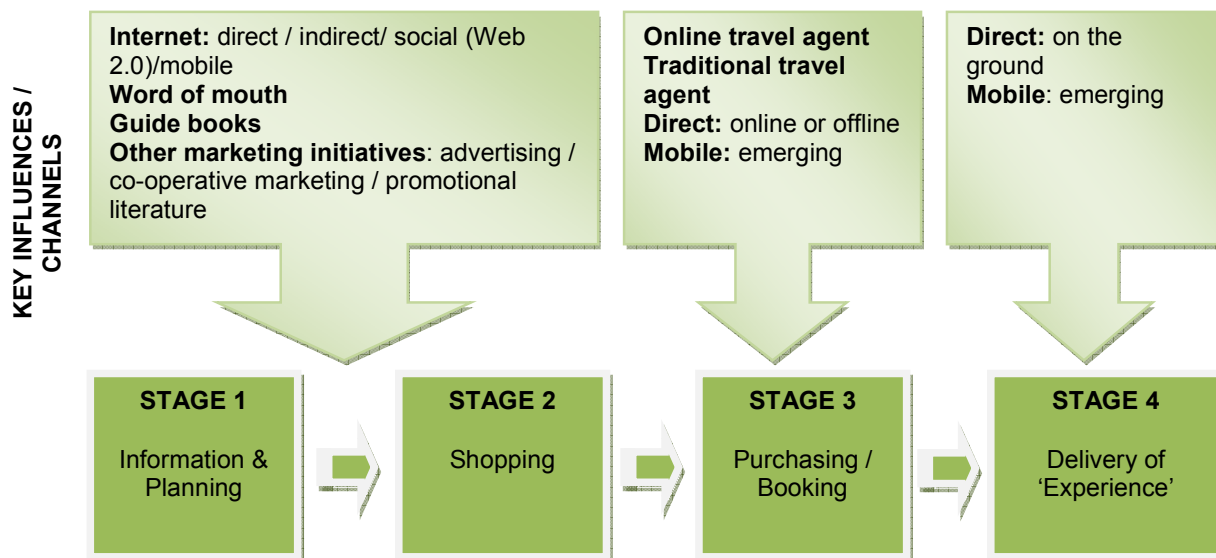 KEY INFLUENCES /
CHANNELS
Internet: direct / indirect/ social (Web
2.0)/mobile
Word of mouth
Guide books
Other marketing initiatives: advertising /
co-operative marketing / promotional
literature
Online travel agent
Traditional travel
agent
Direct: online or offline
Mobile: emerging
Direct: on the
ground
Mobile: emerging
STAGE 1
Information &
Planning
STAGE 2
Shopping
STAGE 3
Purchasing /
Booking
STAGE 4
Delivery of
‘Experience’